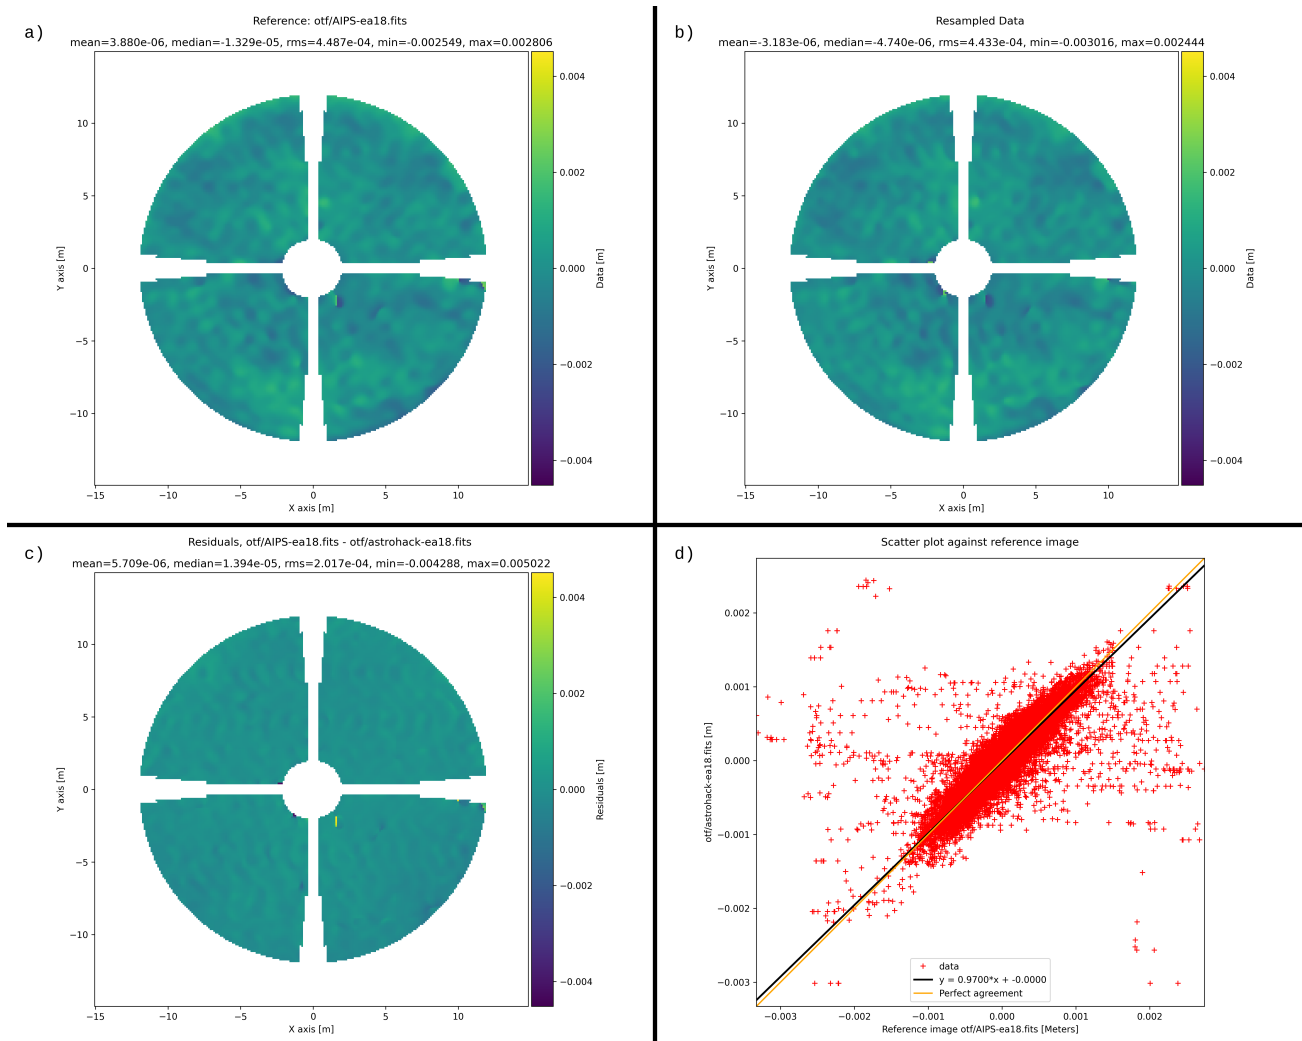 a)
Reference: otf/AIPS-ea18.fits
mean=3.880e-06, median=-1.329e-05, rms=4.487e-04, min=-0.002549, max=0.002806
10
5
0
−5
−10
Y axis [m]
−15
−10
−5
0
5
10
X axis [m]
0.004
0.002
0.000
−0.002
−0.004
Data [m]
b)
Resampled Data
mean=-3.183e-06, median=-4.740e-06, rms=4.433e-04, min=-0.003016, max=0.002444
10
5
0
−5
−10
Y axis [m]
−15
−10
−5
0
5
10
X axis [m]
0.004
0.002
0.000
−0.002
−0.004
Data [m]
c)
Residuals, otf/AIPS-ea18.fits - otf/astrohack-ea18.fits
mean=5.709e-06, median=1.394e-05, rms=2.017e-04, min=-0.004288, max=0.005022
10
5
0
−5
−10
Y axis [m]
−15
−10
−5
0
5
10
X axis [m]
0.004
0.002
0.000
−0.002
−0.004
Residuals [m]
d)
Scatter plot against reference image
0.002
0.001
0.000
−0.001
−0.002
−0.003
otf/astrohack-ea18.fits [m]
data
y = 0.9700*x + -0.0000
Perfect agreement
−0.003
−0.002
−0.001
0.000
0.001
0.002
Reference image otf/AIPS-ea18.fits [Meters]